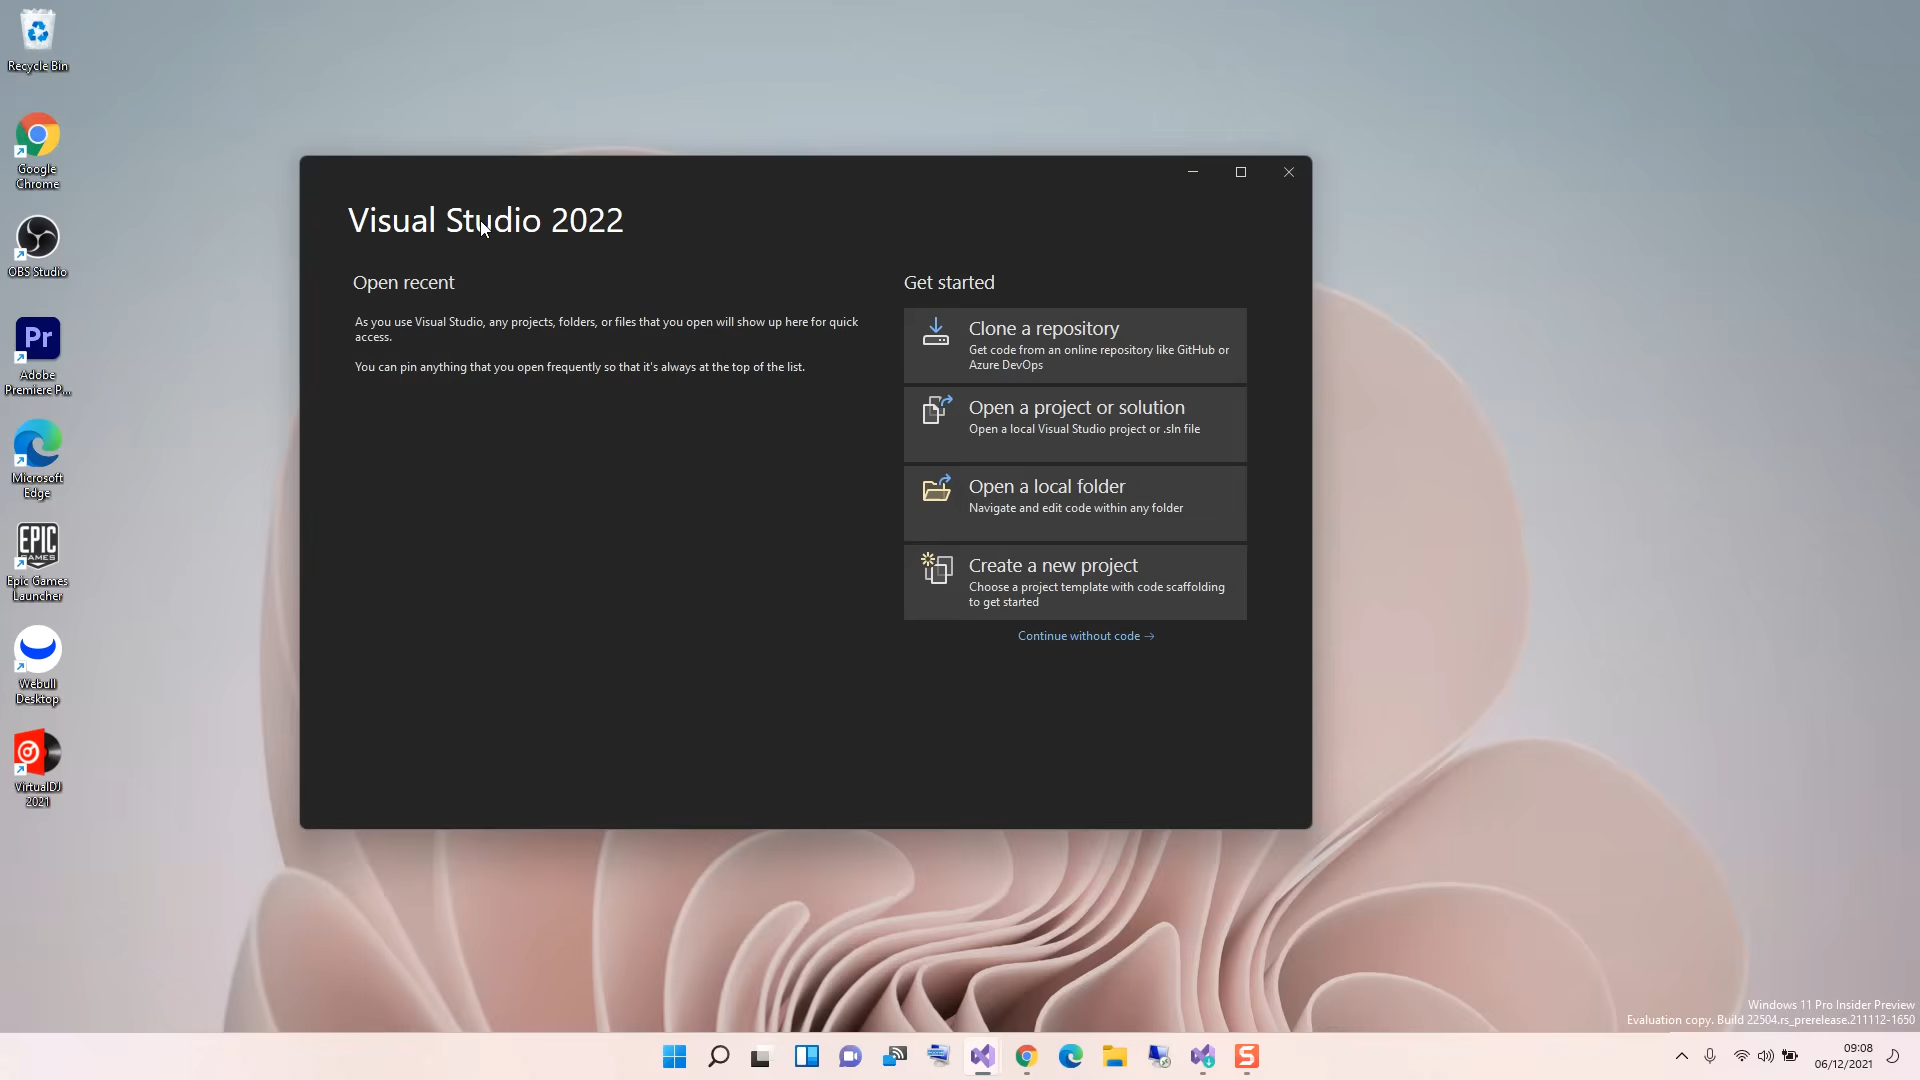 Recycle Bin
Google
Chrome
OBS Studio
Pr
Adobe
Premiere P...
Microsoft
Edge
EPIC
GAMES
Epic Games
Launcher
Webull
Desktop
VirtualDJ
2021
Visual Studio 2022
Open recent
As you use Visual Studio, any projects, folders, or files that you open will show up here for quick
access.
You can pin anything that you open frequently so that it's always at the top of the list.
Get started
Clone a repository
Get code from an online repository like GitHub or
Azure DevOps
Open a project or solution
Open a local Visual Studio project or .sln file
Open a local folder
Navigate and edit code within any folder
Create a new project
Choose a project template with code scaffolding
to get started
Continue without code →
Windows 11 Pro Insider Preview
Evaluation copy. Build 22504.rs_prerelease.211112-1650
S
09:08
06/12/2021